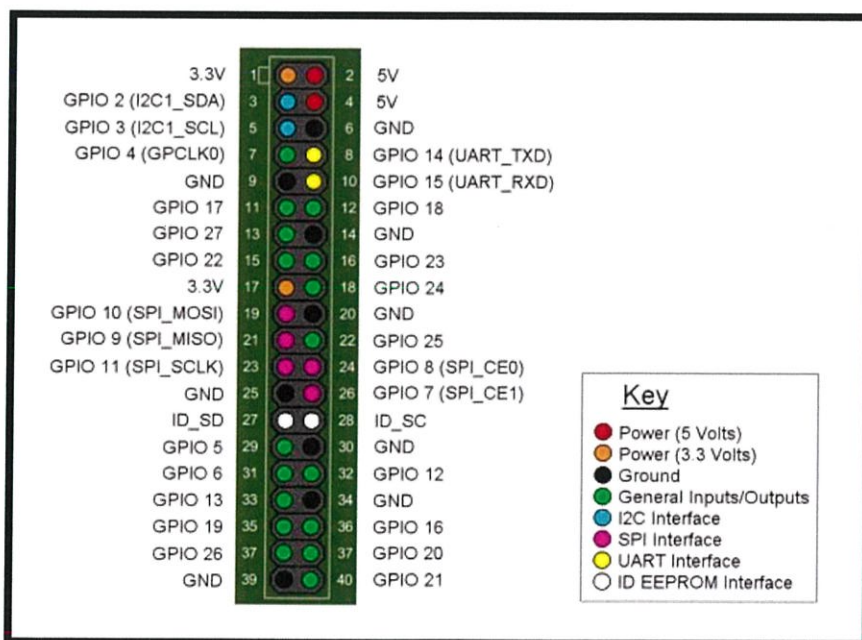 3.3V 1 2 5V
GPIO 2 (I2C1_SDA) 3 4 5V
GPIO 3 (I2C1_SCL) 5 6 GND
GPIO 4 (GPCLK0) 7 8 GPIO 14 (UART_TXD)
GND 9 10 GPIO 15 (UART_RXD)
GPIO 17 11 12 GPIO 18
GPIO 27 13 14 GND
GPIO 22 15 16 GPIO 23
3.3V 17 18 GPIO 24
GPIO 10 (SPI_MOSI) 19 20 GND
GPIO 9 (SPI_MISO) 21 22 GPIO 25
GPIO 11 (SPI_SCLK) 23 24 GPIO 8 (SPI_CE0)
GND 25 26 GPIO 7 (SPI_CE1)
ID_SD 27 28 ID_SC
GPIO 5 29 30 GND
GPIO 6 31 32 GPIO 12
GPIO 13 33 34 GND
GPIO 19 35 36 GPIO 16
GPIO 26 37 37 GPIO 20
GND 39 40 GPIO 21
Key
Power (5 Volts)
Power (3.3 Volts)
Ground
General Inputs/Outputs
I2C Interface
SPI Interface
UART Interface
ID EEPROM Interface